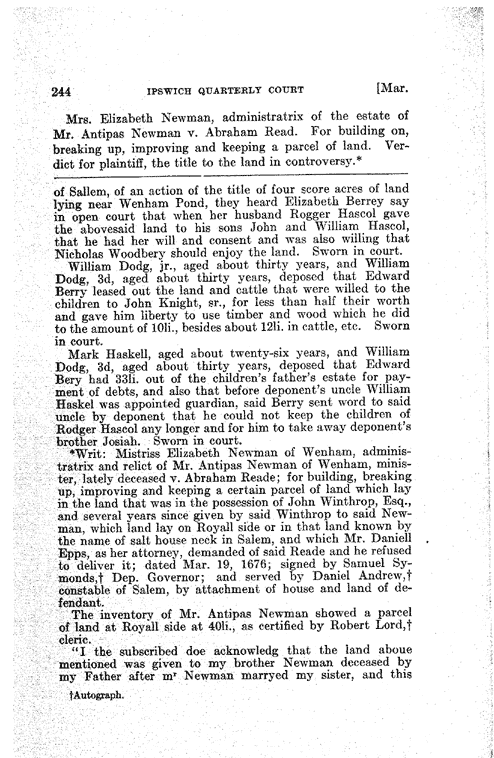 244 IPSWICH QUARTERLY COURT [Mar.
Mrs. Elizabeth Newman, administratrix of the estate of
Mr. Antipas Newman v. Abraham Read. For building on,
breaking up, improving and keeping a parcel of land. Ver-
dict for plaintiff, the title to the land in controversy.*
of Sallem, of an action of the title of four score acres of land
lying near Wenham Pond, they heard Elizabeth Berrey say
in open court that when her husband Rogger Hascol gave
the abovesaid land to his sons John and William Hascol,
that he had her will and consent and was also willing that
Nicholas Woodbery should enjoy the land. Sworn in court.
William Dodg, jr., aged about thirty years, and William
Dodg, 3d, aged about thirty years, deposed that Edward
Berry leased out the land and cattle that were willed to the
children to John Knight, sr., for less than half their worth
and gave him liberty to use timber and wood which he did
to the amount of 10li., besides about 12li. in cattle, etc. Sworn
in court.
Mark Haskell, aged about twenty-six years, and William
Dodg, 3d, aged about thirty years, deposed that Edward
Bery had 33li. out of the children's father's estate for pay-
ment of debts, and also that before deponent's uncle William
Haskel was appointed guardian, said Berry sent word to said
uncle by deponent that he could not keep the children of
Rodger Hascol any longer and for him to take away deponent's
brother Josiah. Sworn in court.
*Writ: Mistriss Elizabeth Newman of Wenham, adminis-
tratrix and relict of Mr. Antipas Newman of Wenham, minis-
ter, lately deceased v. Abraham Reade; for building, breaking
up, improving and keeping a certain parcel of land which lay
in the land that was in the possession of John Winthrop, Esq.,
and several years since given by said Winthrop to said New-
man, which land lay on Royall side or in that land known by
the name of salt house neck in Salem, and which Mr. Daniell
Epps, as her attorney, demanded of said Reade and he refused
to deliver it; dated Mar. 19, 1676; signed by Samuel Sy-
monds,† Dep. Governor; and served by Daniel Andrew,†
constable of Salem, by attachment of house and land of de-
fendant.
The inventory of Mr. Antipas Newman showed a parcel
of land at Royall side at 40li., as certified by Robert Lord,†
cleric.
"I the subscribed doe acknowledg that the land aboue
mentioned was given to my brother Newman deceased by
my Father after mʳ Newman marryed my sister, and this
†Autograph.